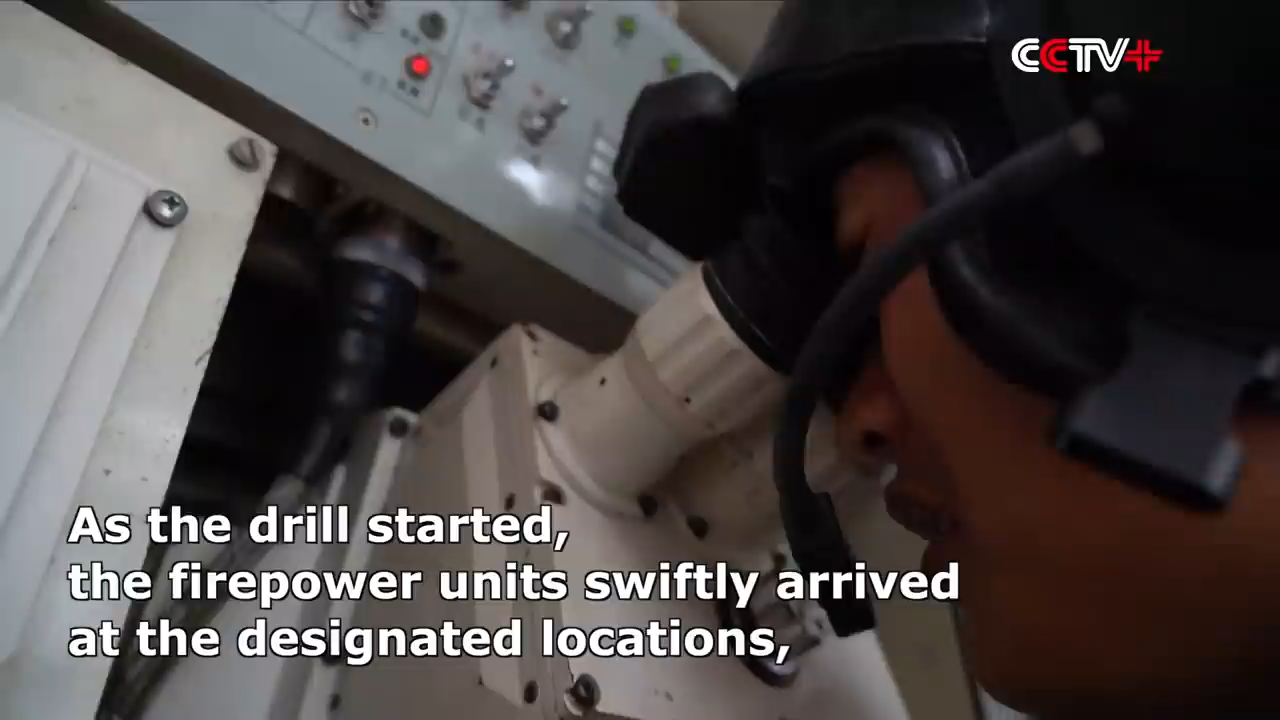 CCTV+
As the drill started,
the firepower units swiftly arrived
at the designated locations,